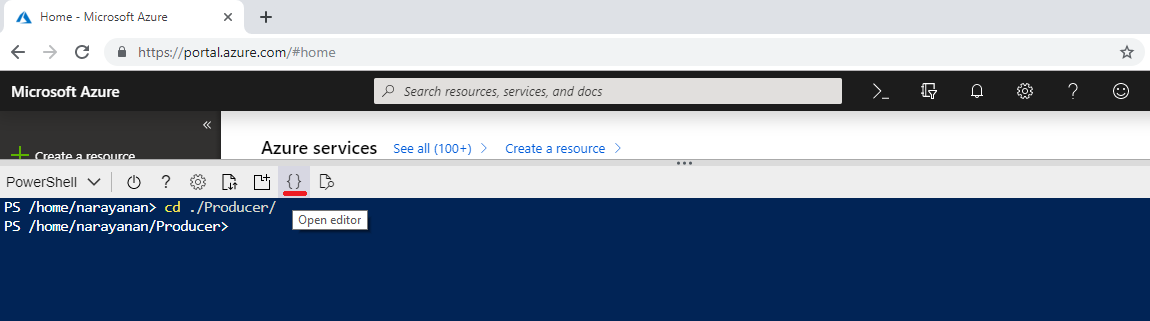 Home - Microsoft Azure
https://portal.azure.com/#home
Microsoft Azure
Search resources, services, and docs
Create a resource
Azure services See all (100+) Create a resource
PowerShell
PS /home/narayanan> cd ./Producer/
Open editor
PS /home/narayanan/Producer>